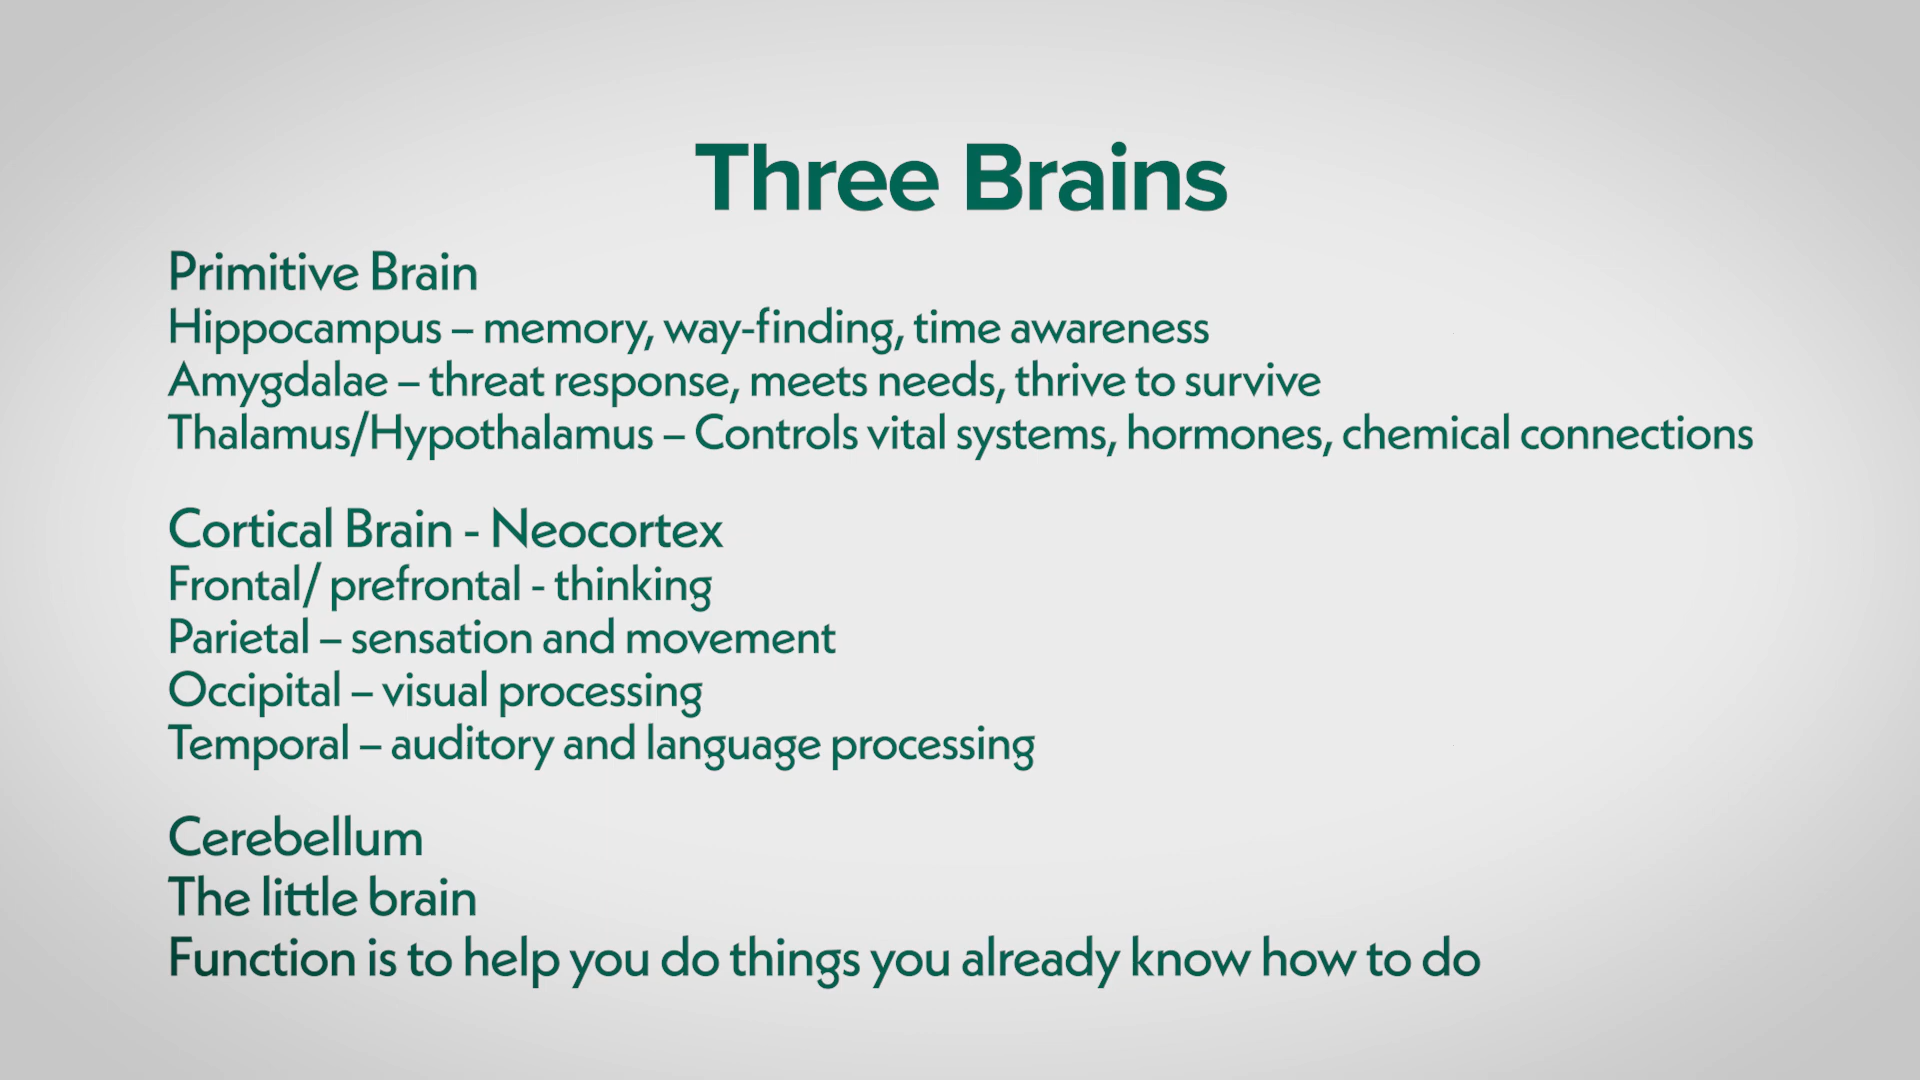 Three Brains
Primitive Brain
Hippocampus – memory, way-finding, time awareness
Amygdalae – threat response, meets needs, thrive to survive
Thalamus/Hypothalamus – Controls vital systems, hormones, chemical connections
Cortical Brain - Neocortex
Frontal/ prefrontal - thinking
Parietal – sensation and movement
Occipital – visual processing
Temporal – auditory and language processing
Cerebellum
The little brain
Function is to help you do things you already know how to do